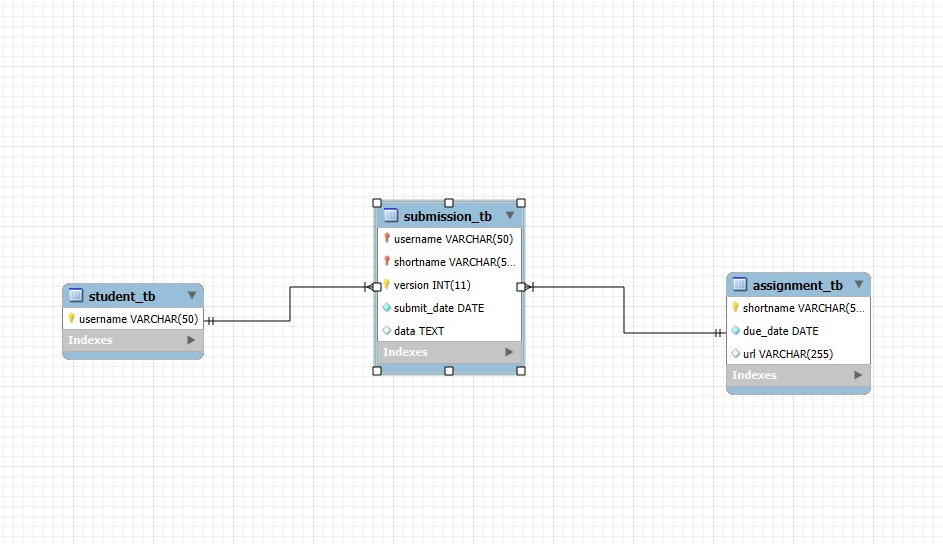 student_tb
username VARCHAR(50)
Indexes
submission_tb
username VARCHAR(50)
shortname VARCHAR(5...
version INT(11)
submit_date DATE
data TEXT
Indexes
assignment_tb
shortname VARCHAR(5...
due_date DATE
url VARCHAR(255)
Indexes